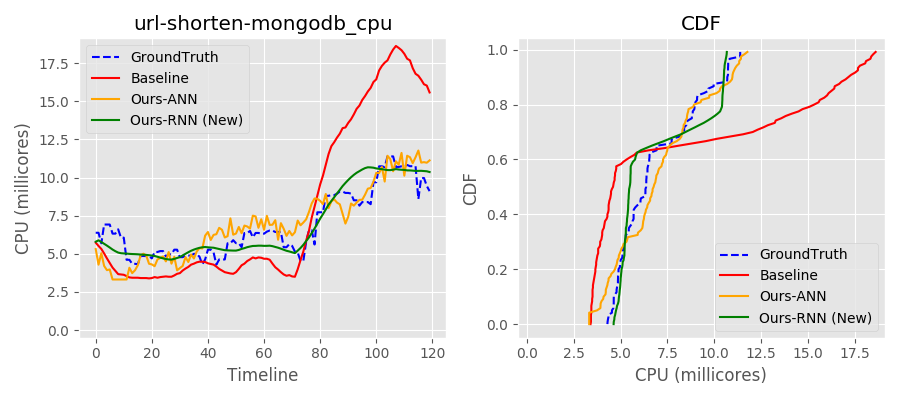 url-shorten-mongodb_cpu
CPU (millicores)
17.5
15.0
12.5
10.0
7.5
5.0
2.5
0.0
GroundTruth
Baseline
Ours-ANN
Ours-RNN (New)
0 20 40 60 80 100 120
Timeline
CDF
CDF
1.0
0.8
0.6
0.4
0.2
0.0
GroundTruth
Baseline
Ours-ANN
Ours-RNN (New)
0.0 2.5 5.0 7.5 10.0 12.5 15.0 17.5
CPU (millicores)